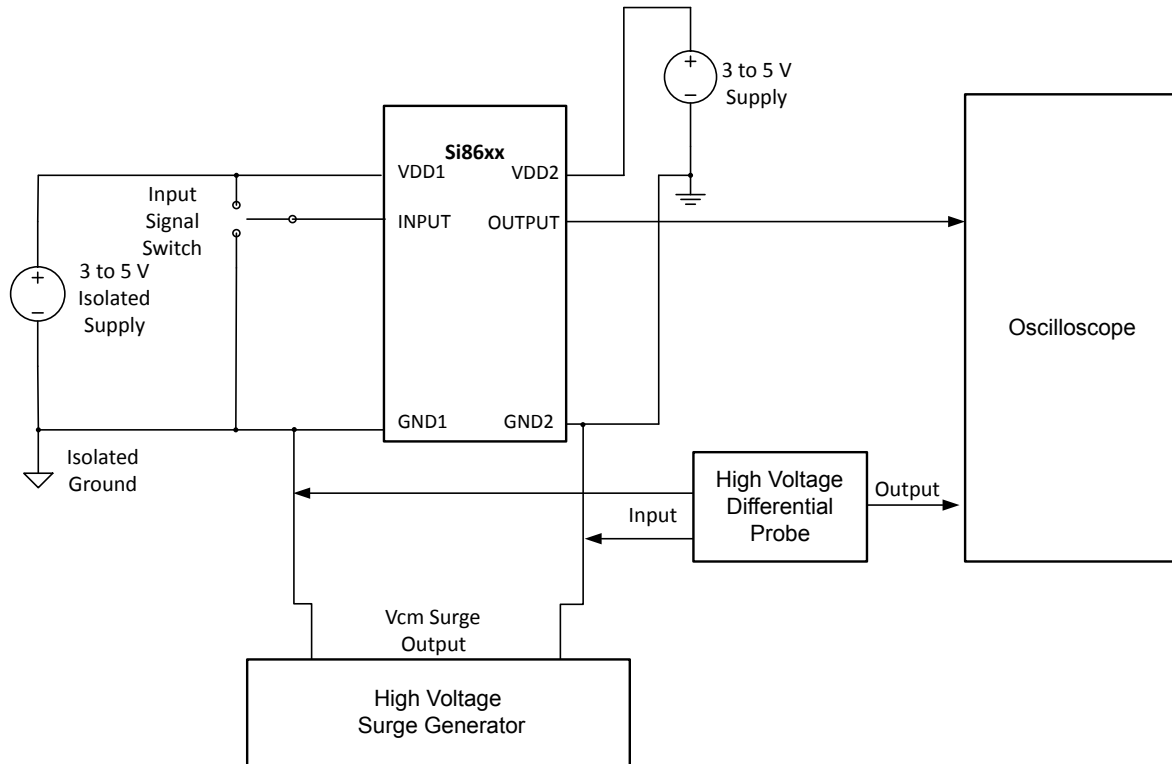 3 to 5 V
Supply
+
−
Si86xx
VDD1
VDD2
INPUT
OUTPUT
GND1
GND2
Input
Signal
Switch
+
−
3 to 5 V
Isolated
Supply
Isolated
Ground
Oscilloscope
High Voltage
Differential
Probe
Input
Output
Vcm Surge
Output
High Voltage
Surge Generator